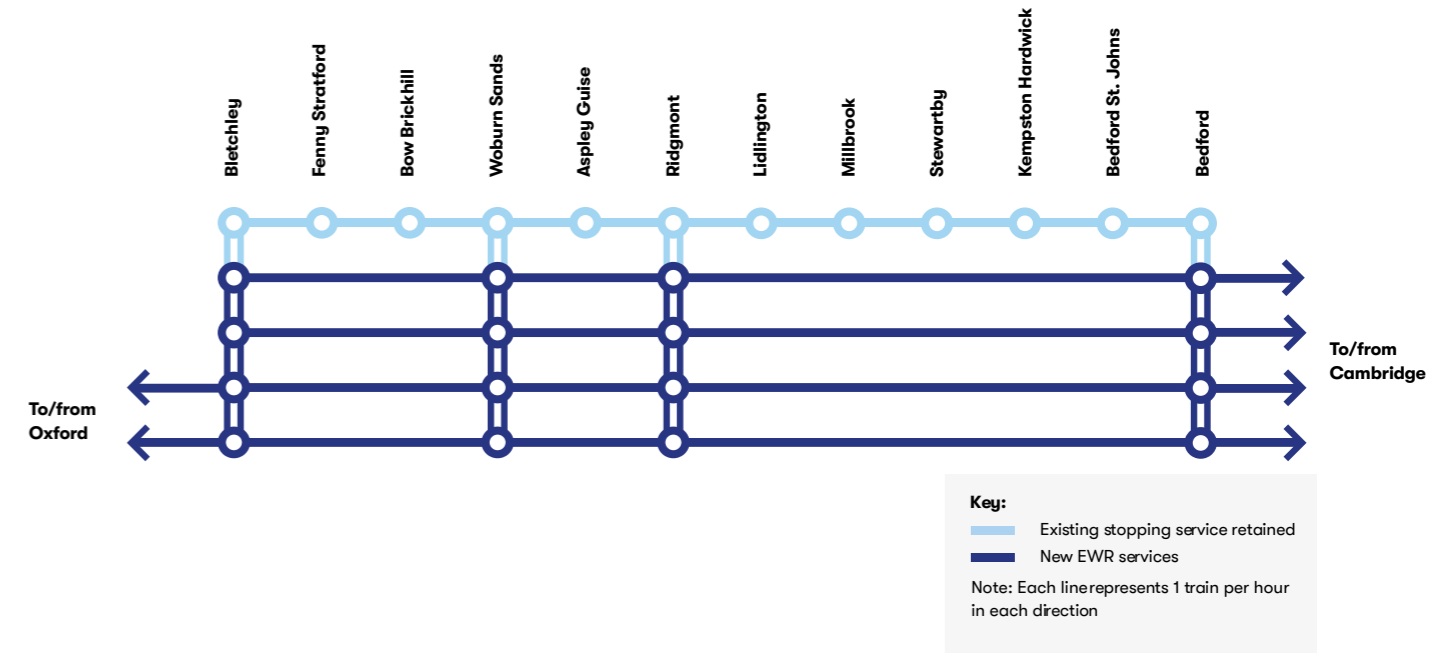 Bletchley
Fenny Stratford
Bow Brickhill
Woburn Sands
Aspley Guise
Ridgmont
Lidlington
Millbrook
Stewartby
Kempston Hardwick
Bedford St. Johns
Bedford
To/from
Cambridge
To/from
Oxford
Key:
Existing stopping service retained
New EWR services
Note: Each line represents 1 train per hour
in each direction